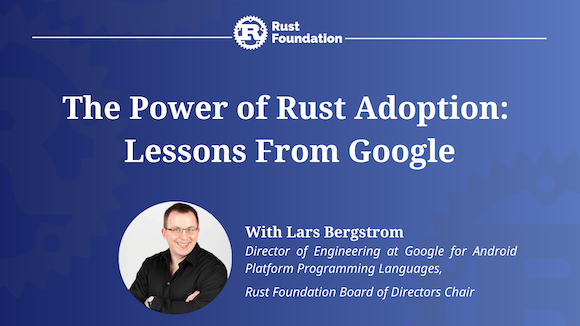 Rust
Foundation
The Power of Rust Adoption:
Lessons From Google
With Lars Bergstrom
Director of Engineering at Google for Android
Platform Programming Languages,
Rust Foundation Board of Directors Chair